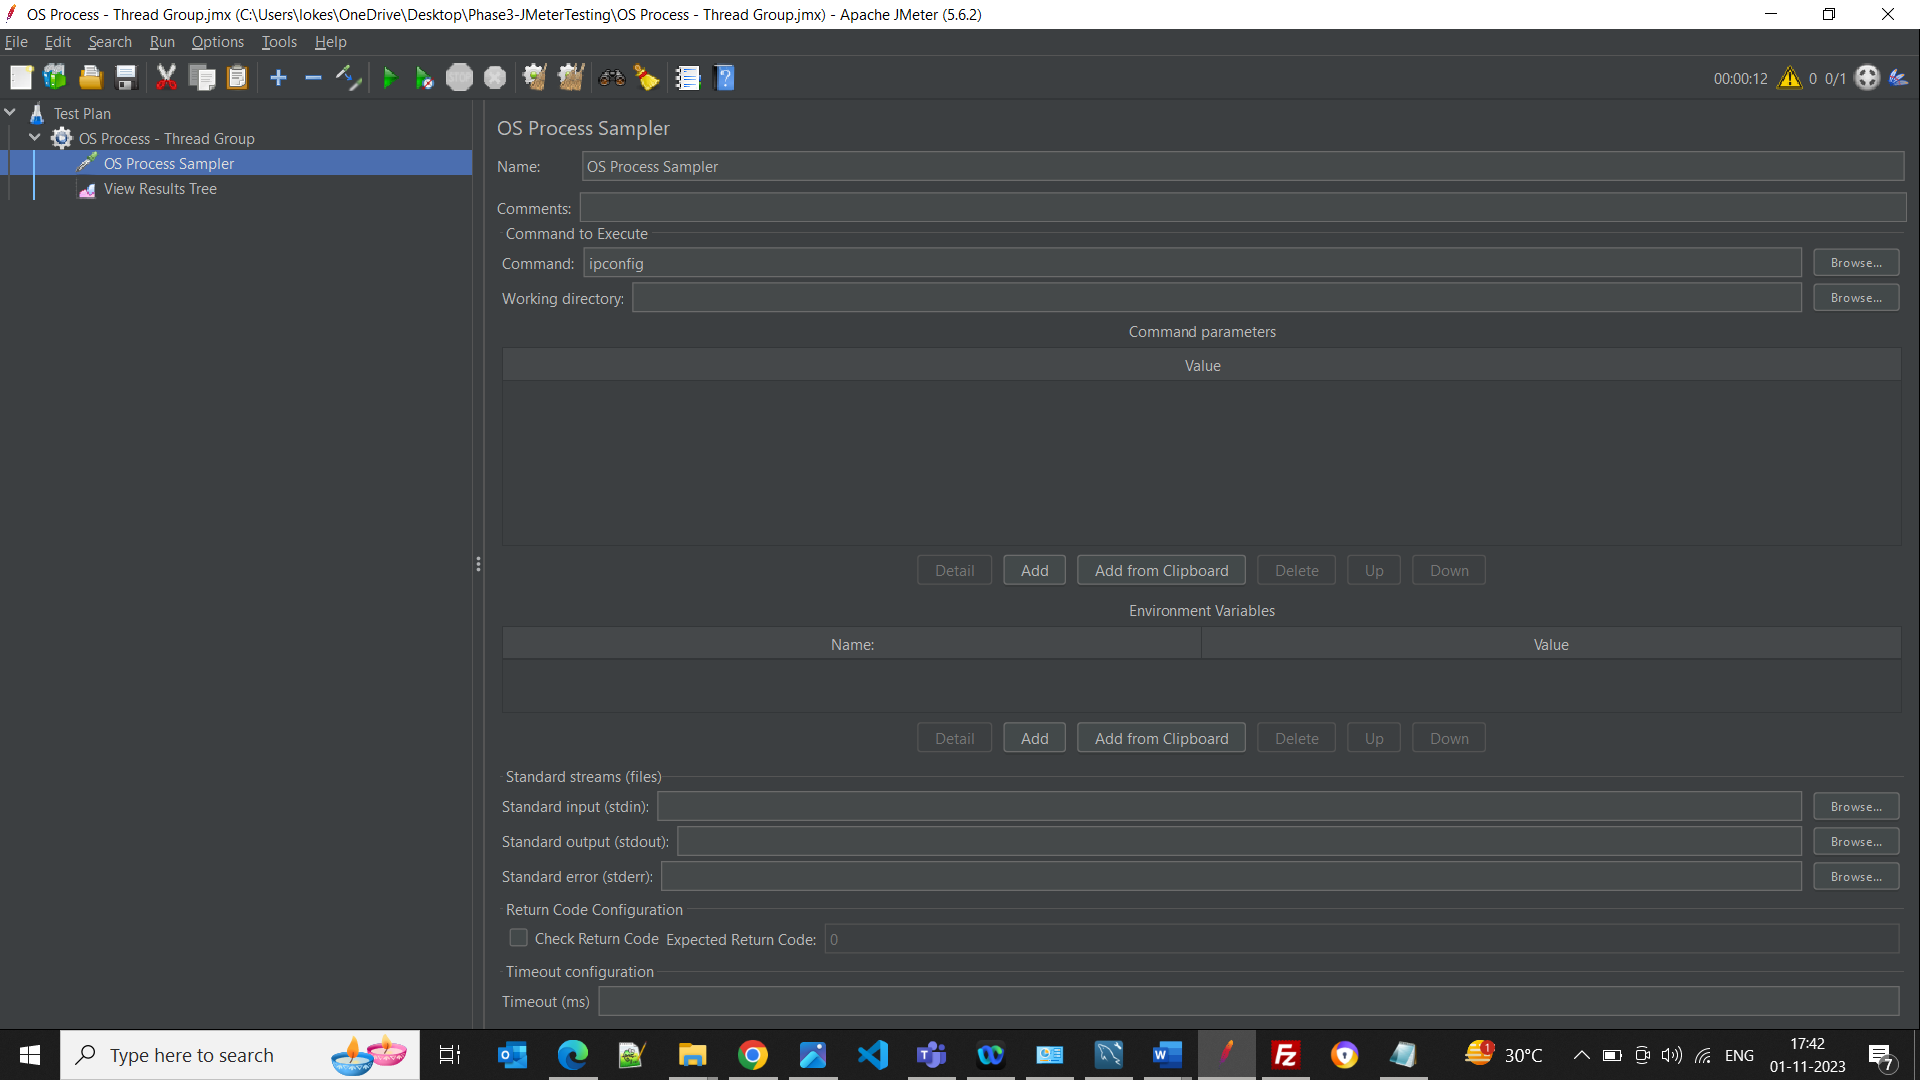 OS Process - Thread Group.jmx (C:\Users\lokes\OneDrive\Desktop\Phase3-JMeterTesting\OS Process - Thread Group.jmx) - Apache JMeter (5.6.2)
File Edit Search Run Options Tools Help
STOP 00:00:12 0 0/1
Test Plan
OS Process - Thread Group
OS Process Sampler
View Results Tree
OS Process Sampler
Name: OS Process Sampler
Comments:
Command to Execute
Command: ipconfig Browse...
Working directory: Browse...
Command parameters
Value
Detail Add Add from Clipboard Delete Up Down
Environment Variables
Name: Value
Detail Add Add from Clipboard Delete Up Down
Standard streams (files)
Standard input (stdin): Browse...
Standard output (stdout): Browse...
Standard error (stderr): Browse...
Return Code Configuration
Check Return Code Expected Return Code: 0
Timeout configuration
Timeout (ms)
Type here to search 1 30°C ENG 17:42
01-11-2023 7